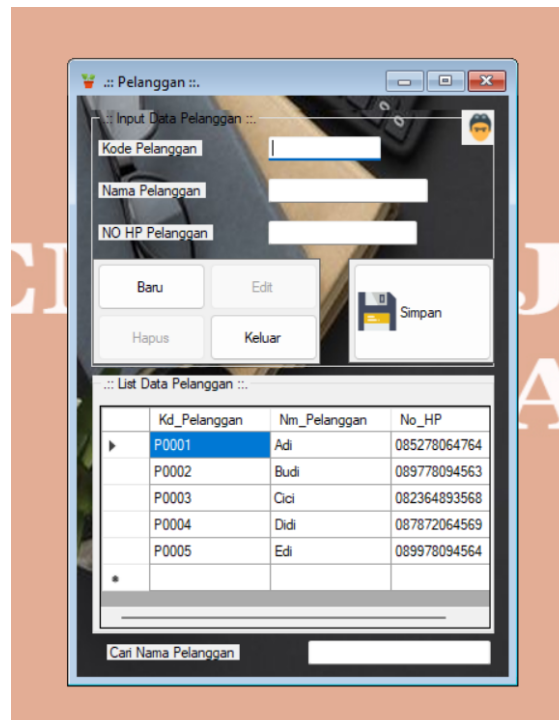 .:: Pelanggan ::.
.:: Input Data Pelanggan ::.
Kode Pelanggan
Nama Pelanggan
NO HP Pelanggan
Baru Edit
Simpan
Hapus Keluar
.:: List Data Pelanggan ::.
Kd_Pelanggan Nm_Pelanggan No_HP
P0001 Adi 085278064764
P0002 Budi 089778094563
P0003 Cici 082364893568
P0004 Didi 087872064569
P0005 Edi 089978094564
Cari Nama Pelanggan